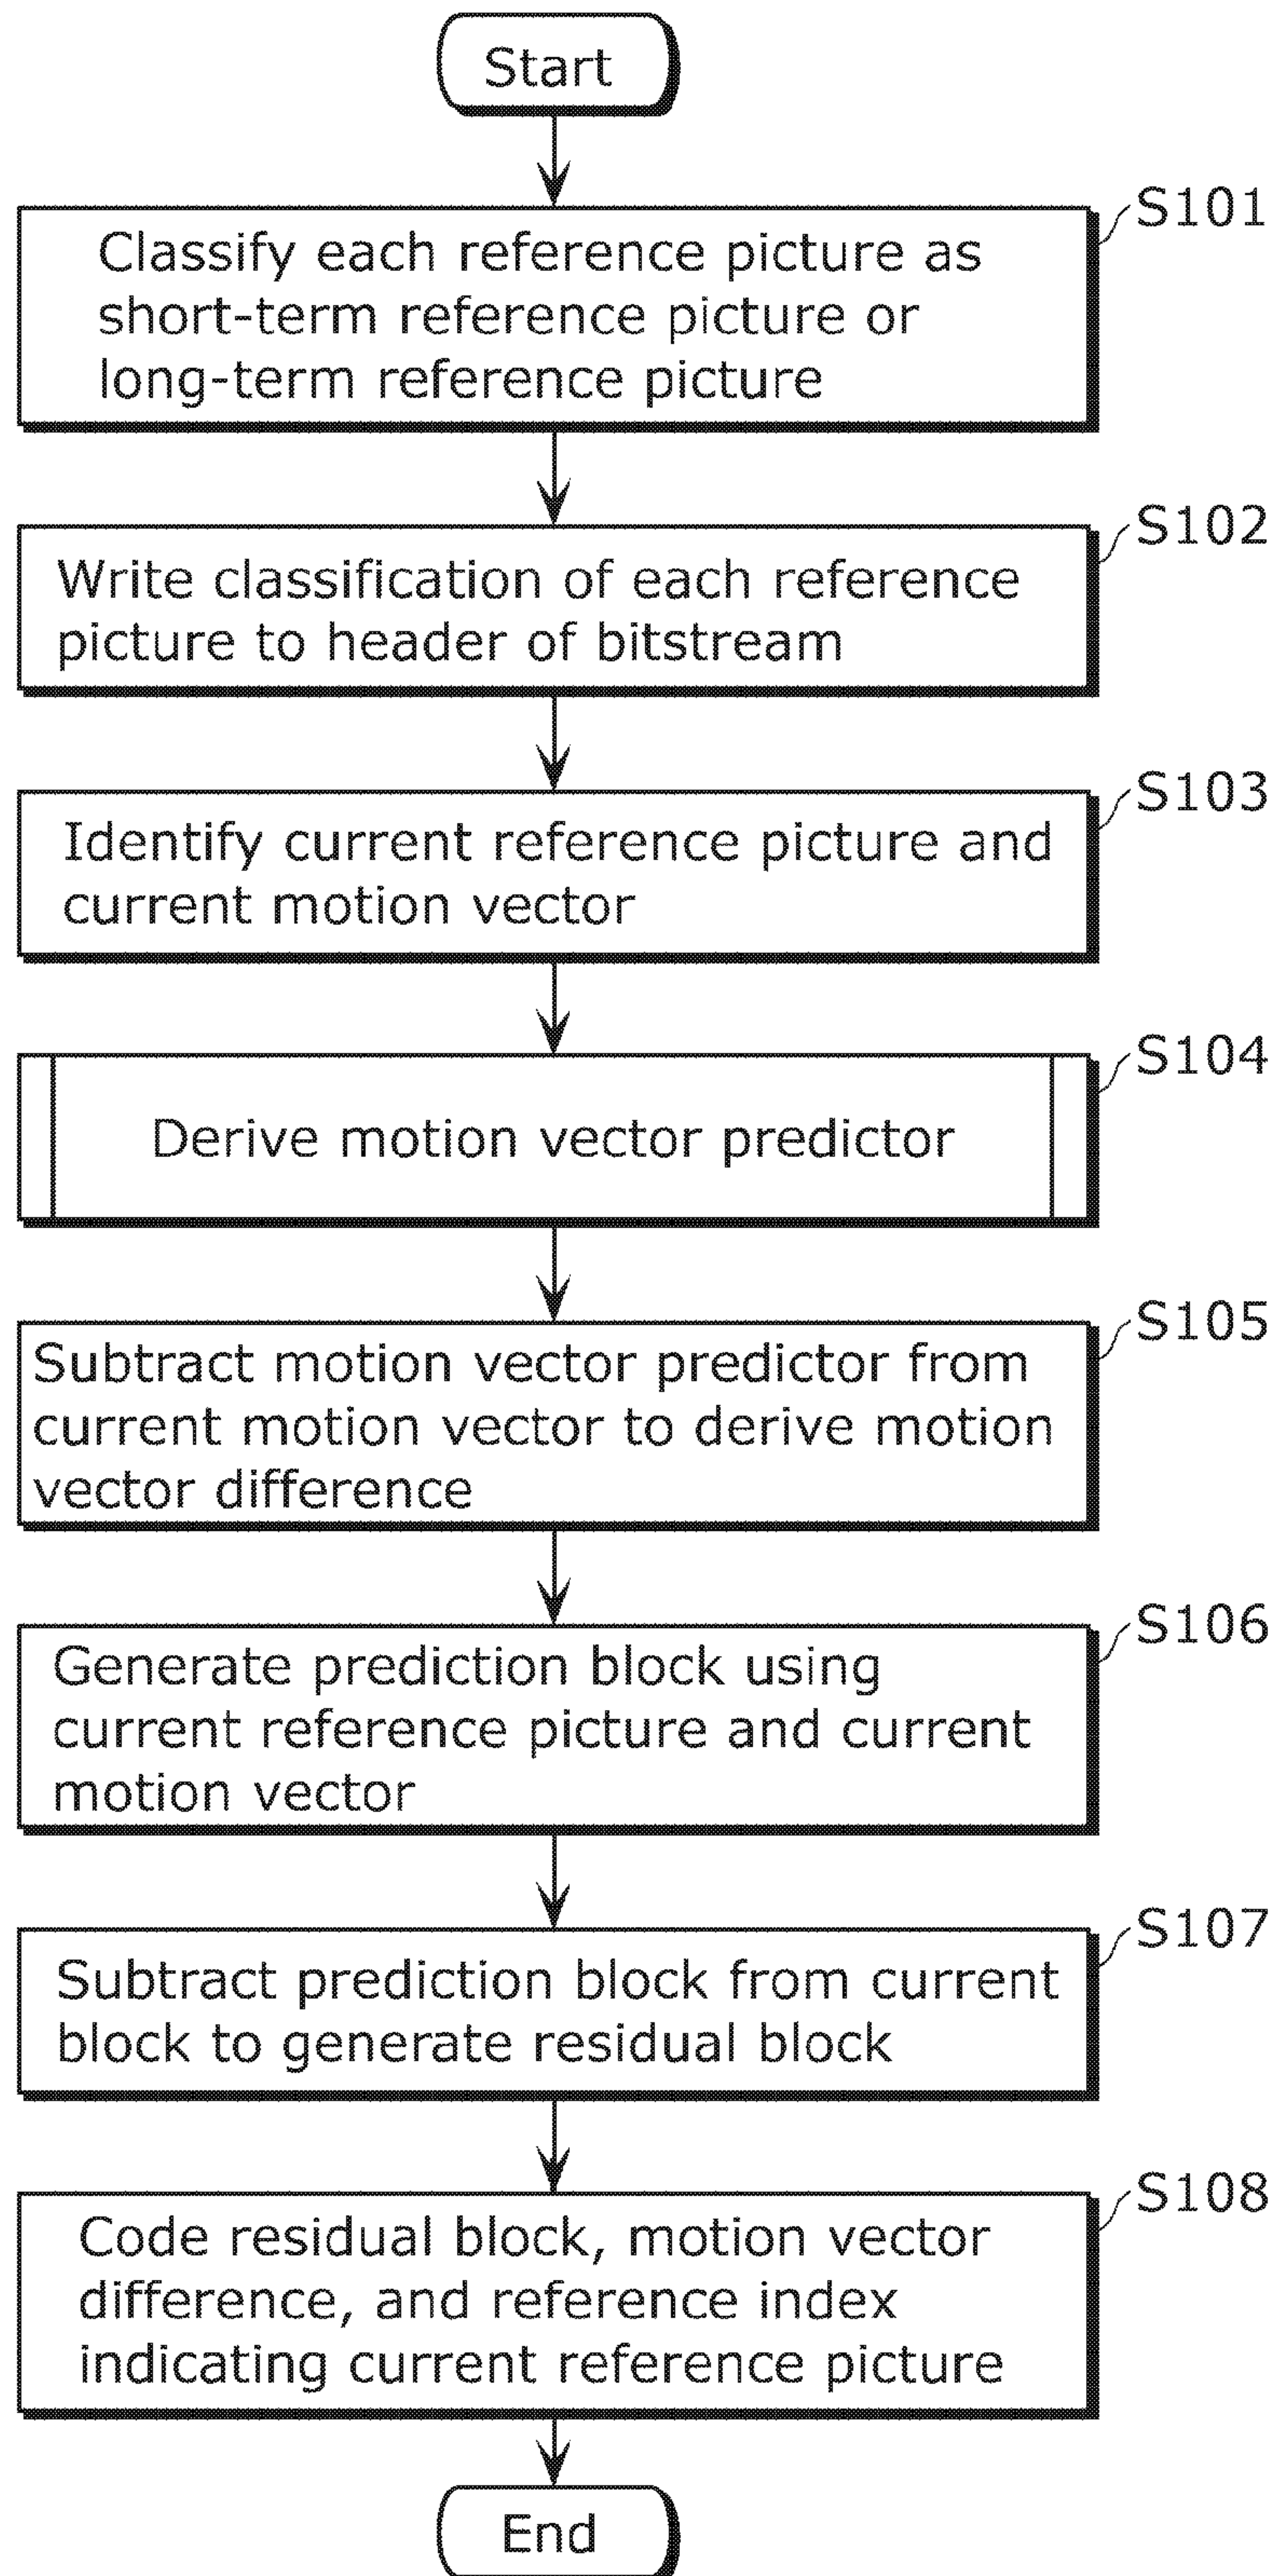 Start
S101
Classify each reference picture as
short-term reference picture or
long-term reference picture
S102
Write classification of each reference
picture to header of bitstream
S103
Identify current reference picture and
current motion vector
S104
Derive motion vector predictor
S105
Subtract motion vector predictor from
current motion vector to derive motion
vector difference
S106
Generate prediction block using
current reference picture and current
motion vector
S107
Subtract prediction block from current
block to generate residual block
S108
Code residual block, motion vector
difference, and reference index
indicating current reference picture
End